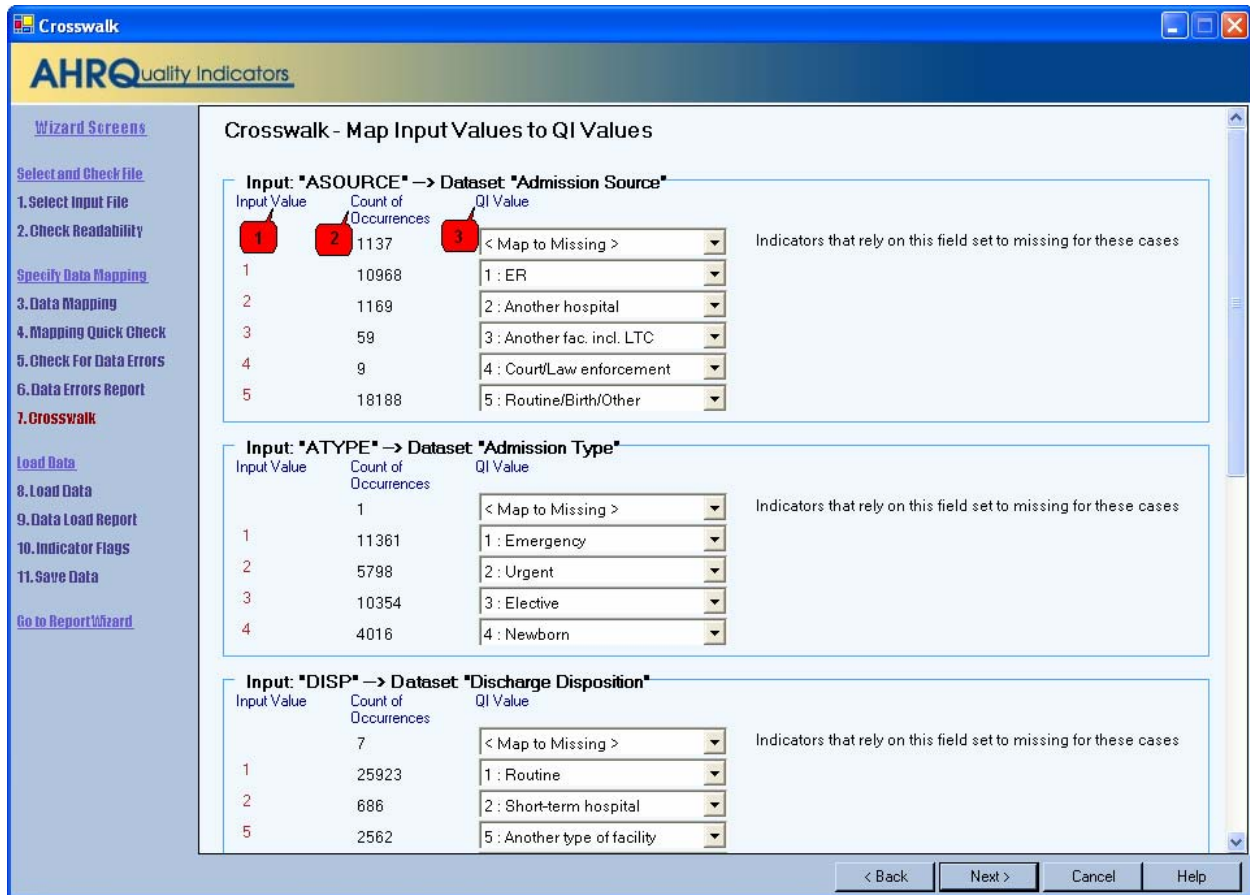 Crosswalk
AHRQuality Indicators
Wizard Screens
Select and Check File
1.Select Input File
2.Check Readability
Specify Data Mapping
3.Data Mapping
4.Mapping Quick Check
5.Check For Data Errors
6.Data Errors Report
7.Crosswalk
Load Data
8.Load Data
9.Data Load Report
10.Indicator Flags
11.Save Data
Go to Report Wizard
Crosswalk - Map Input Values to QI Values
Input: "ASOURCE" --> Dataset: "Admission Source"
Input Value Count of Occurrences QI Value
1 2 3
1137 < Map to Missing > Indicators that rely on this field set to missing for these cases
1 10968 1 : ER
2 1169 2 : Another hospital
3 59 3 : Another fac. incl. LTC
4 9 4 : Court/Law enforcement
5 18188 5 : Routine/Birth/Other
Input: "ATYPE" --> Dataset: "Admission Type"
Input Value Count of Occurrences QI Value
1 < Map to Missing > Indicators that rely on this field set to missing for these cases
1 11361 1 : Emergency
2 5798 2 : Urgent
3 10354 3 : Elective
4 4016 4 : Newborn
Input: "DISP" --> Dataset: "Discharge Disposition"
Input Value Count of Occurrences QI Value
7 < Map to Missing > Indicators that rely on this field set to missing for these cases
1 25923 1 : Routine
2 686 2 : Short-term hospital
5 2562 5 : Another type of facility
< Back Next > Cancel Help